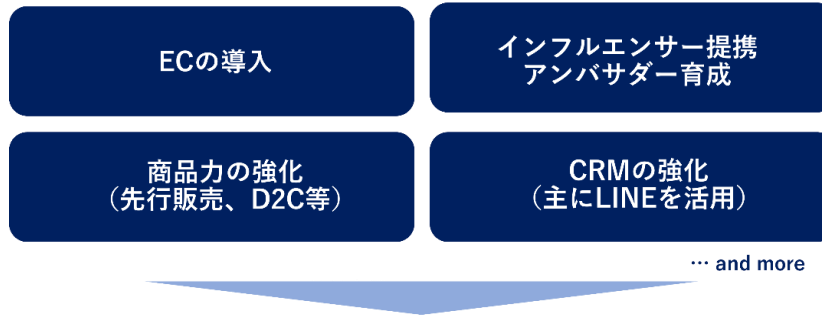 ECの導入
インフルエンサー提携
アンバサダー育成
商品力の強化
（先行販売、D2C等）
CRMの強化
（主にLINEを活用）
… and more